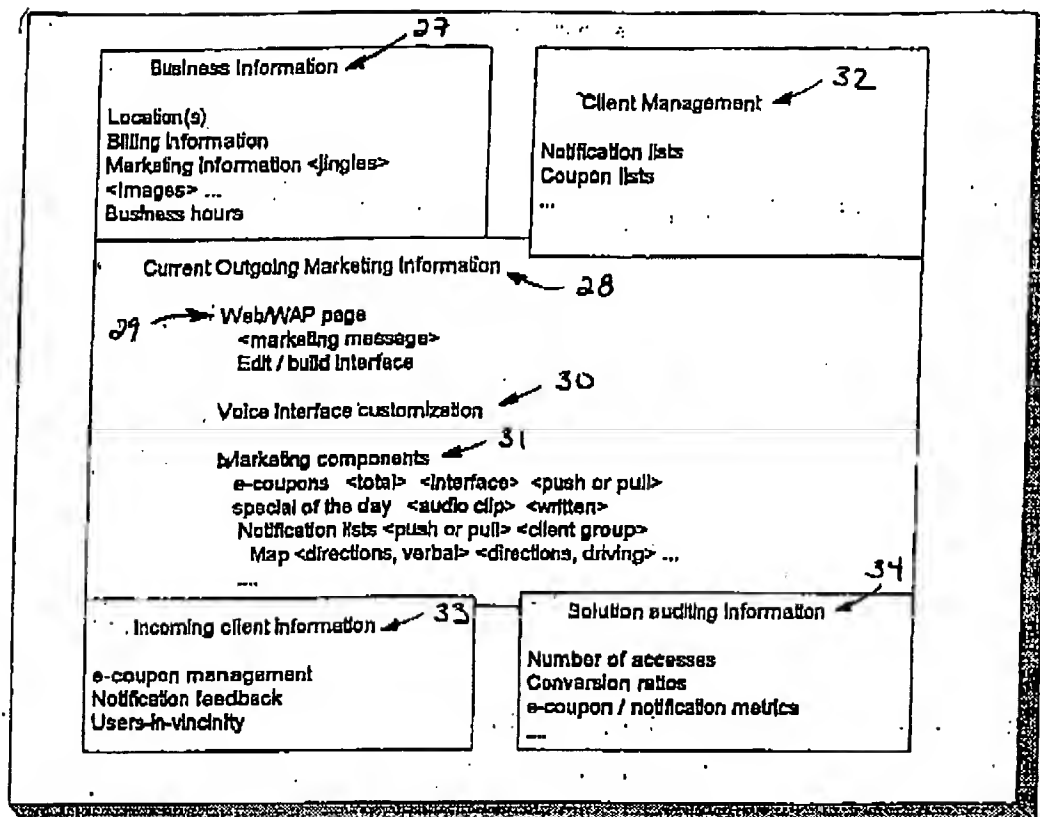 27
Business Information
Location(s)
Billing Information
Marketing Information <jingles>
<images> ...
Business hours
32
Client Management
Notification lists
Coupon lists
...
Current Outgoing Marketing Information
28
29
Web/WAP page
<marketing message>
Edit / build interface
30
Voice Interface customization
31
Marketing components
e-coupons <total> <interface> <push or pull>
special of the day <audio clip> <written>
Notification lists <push or pull> <client group>
Map <directions, verbal> <directions, driving> ...
....
33
Incoming client information
e-coupon management
Notification feedback
Users-in-vincinity
34
Solution auditing information
Number of accesses
Conversion ratios
e-coupon / notification metrics
....